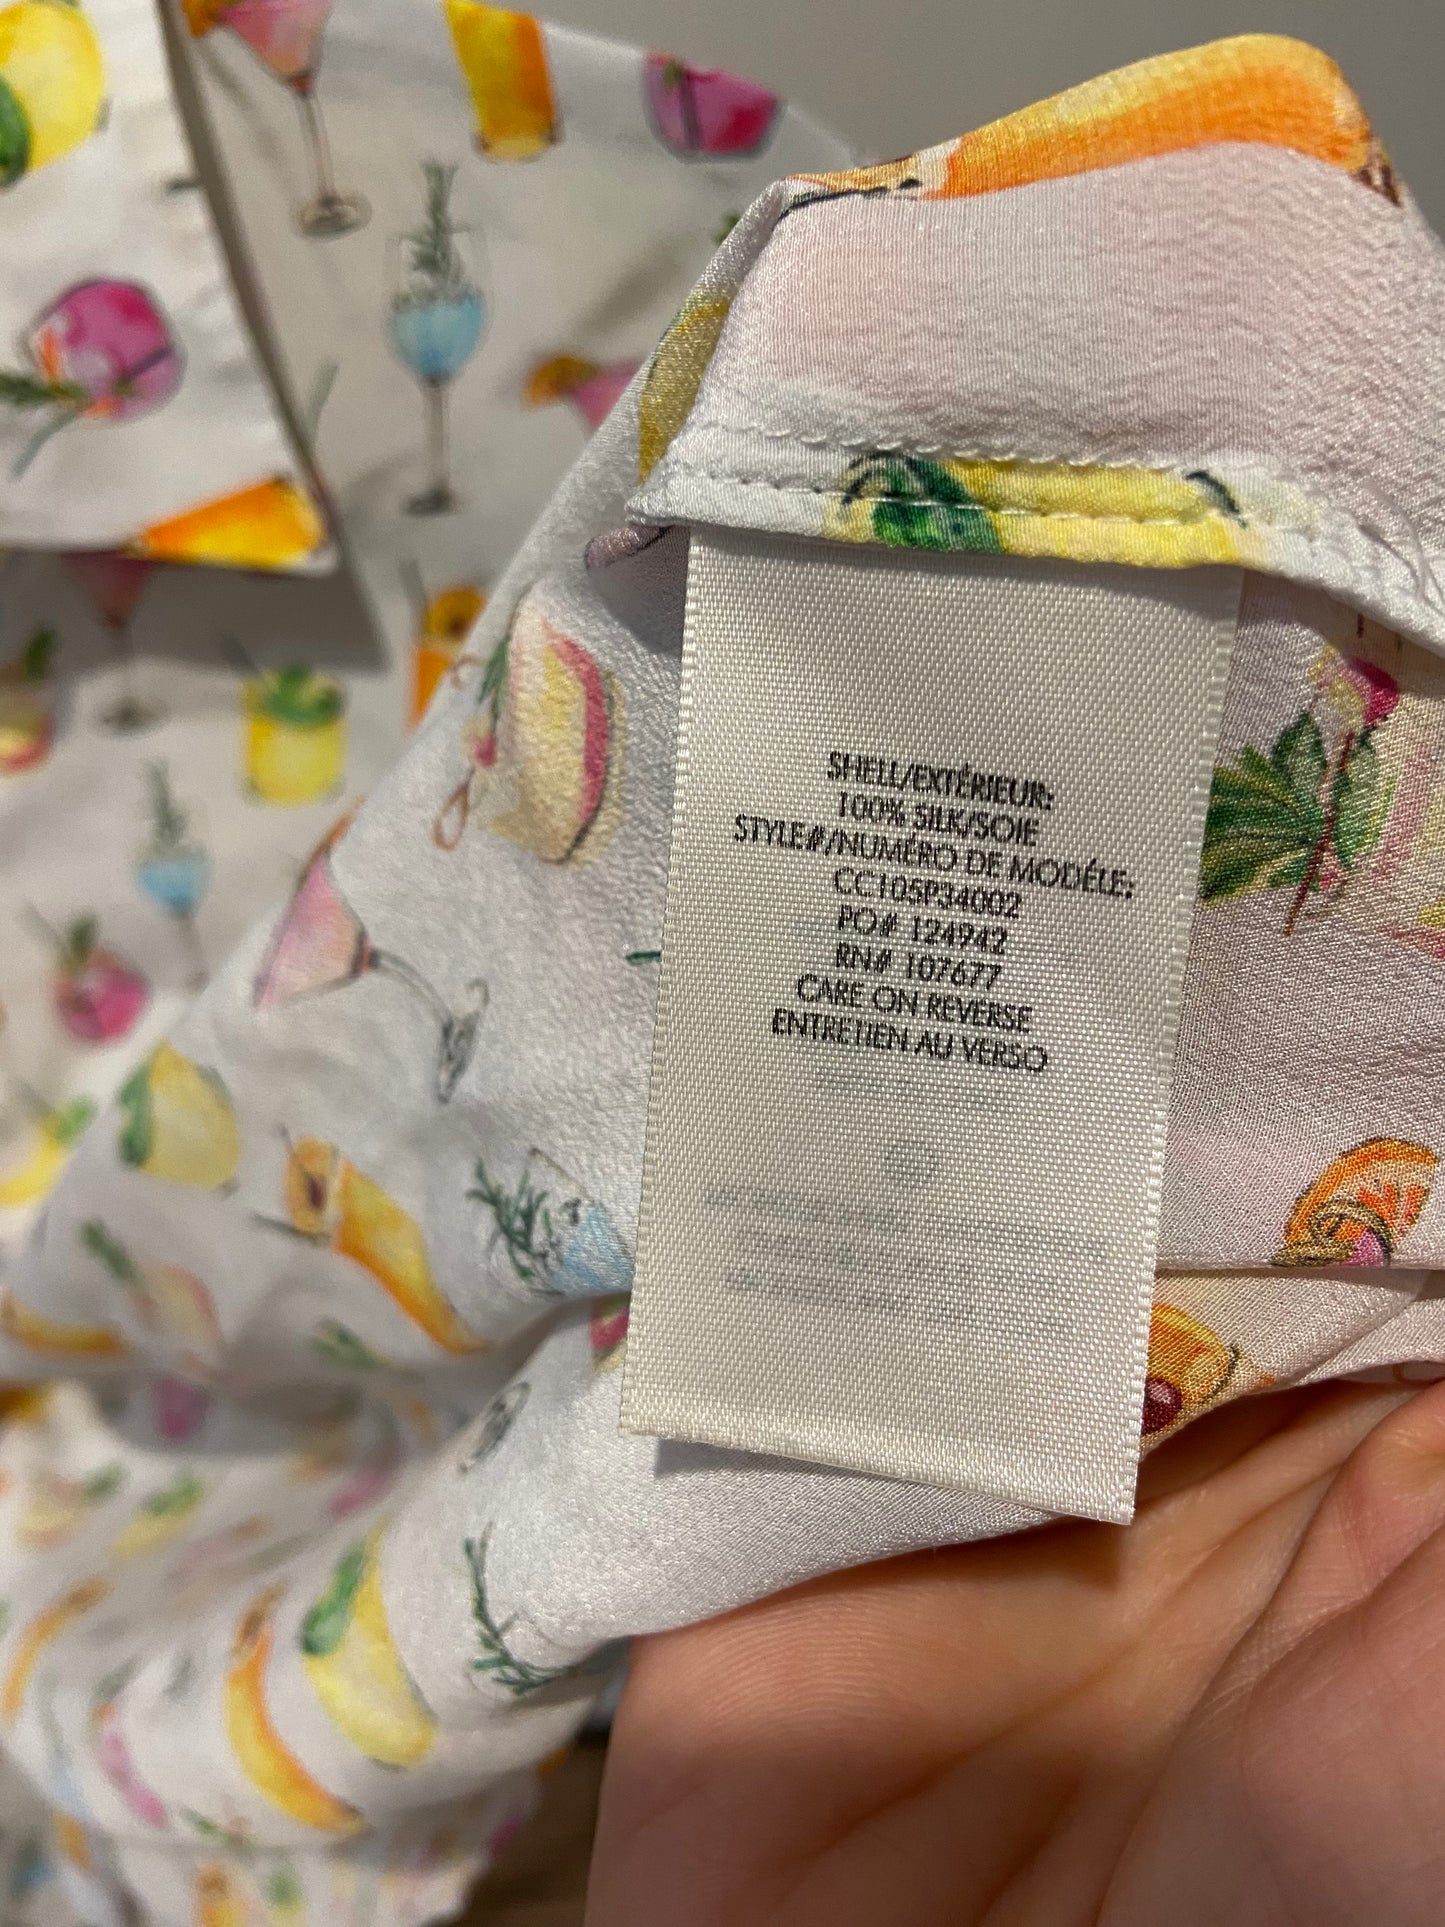 SHELL/EXTÉRIEUR:
100% SILK/SOIE
STYLE#/NUMÉRO DE MODÉLE:
CC105P34002
PO# 124942
RN# 107677
CARE ON REVERSE
ENTRETIEN AU VERSO